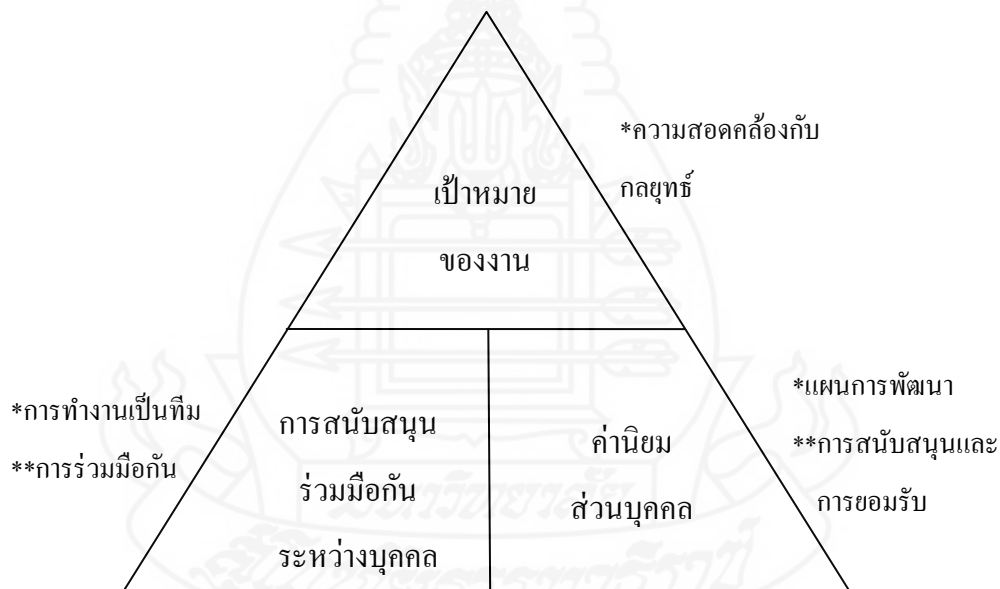 *ความสอดคล้องกับ
กลยุทธ์
เป้าหมาย
ของงาน
*การทำงานเป็นทีม
**การร่วมมือกัน
การสนับสนุน
ร่วมมือกัน
ระหว่างบุคคล
ค่านิยม
ส่วนบุคคล
*แผนการพัฒนา
**การสนับสนุนและ
การยอมรับ